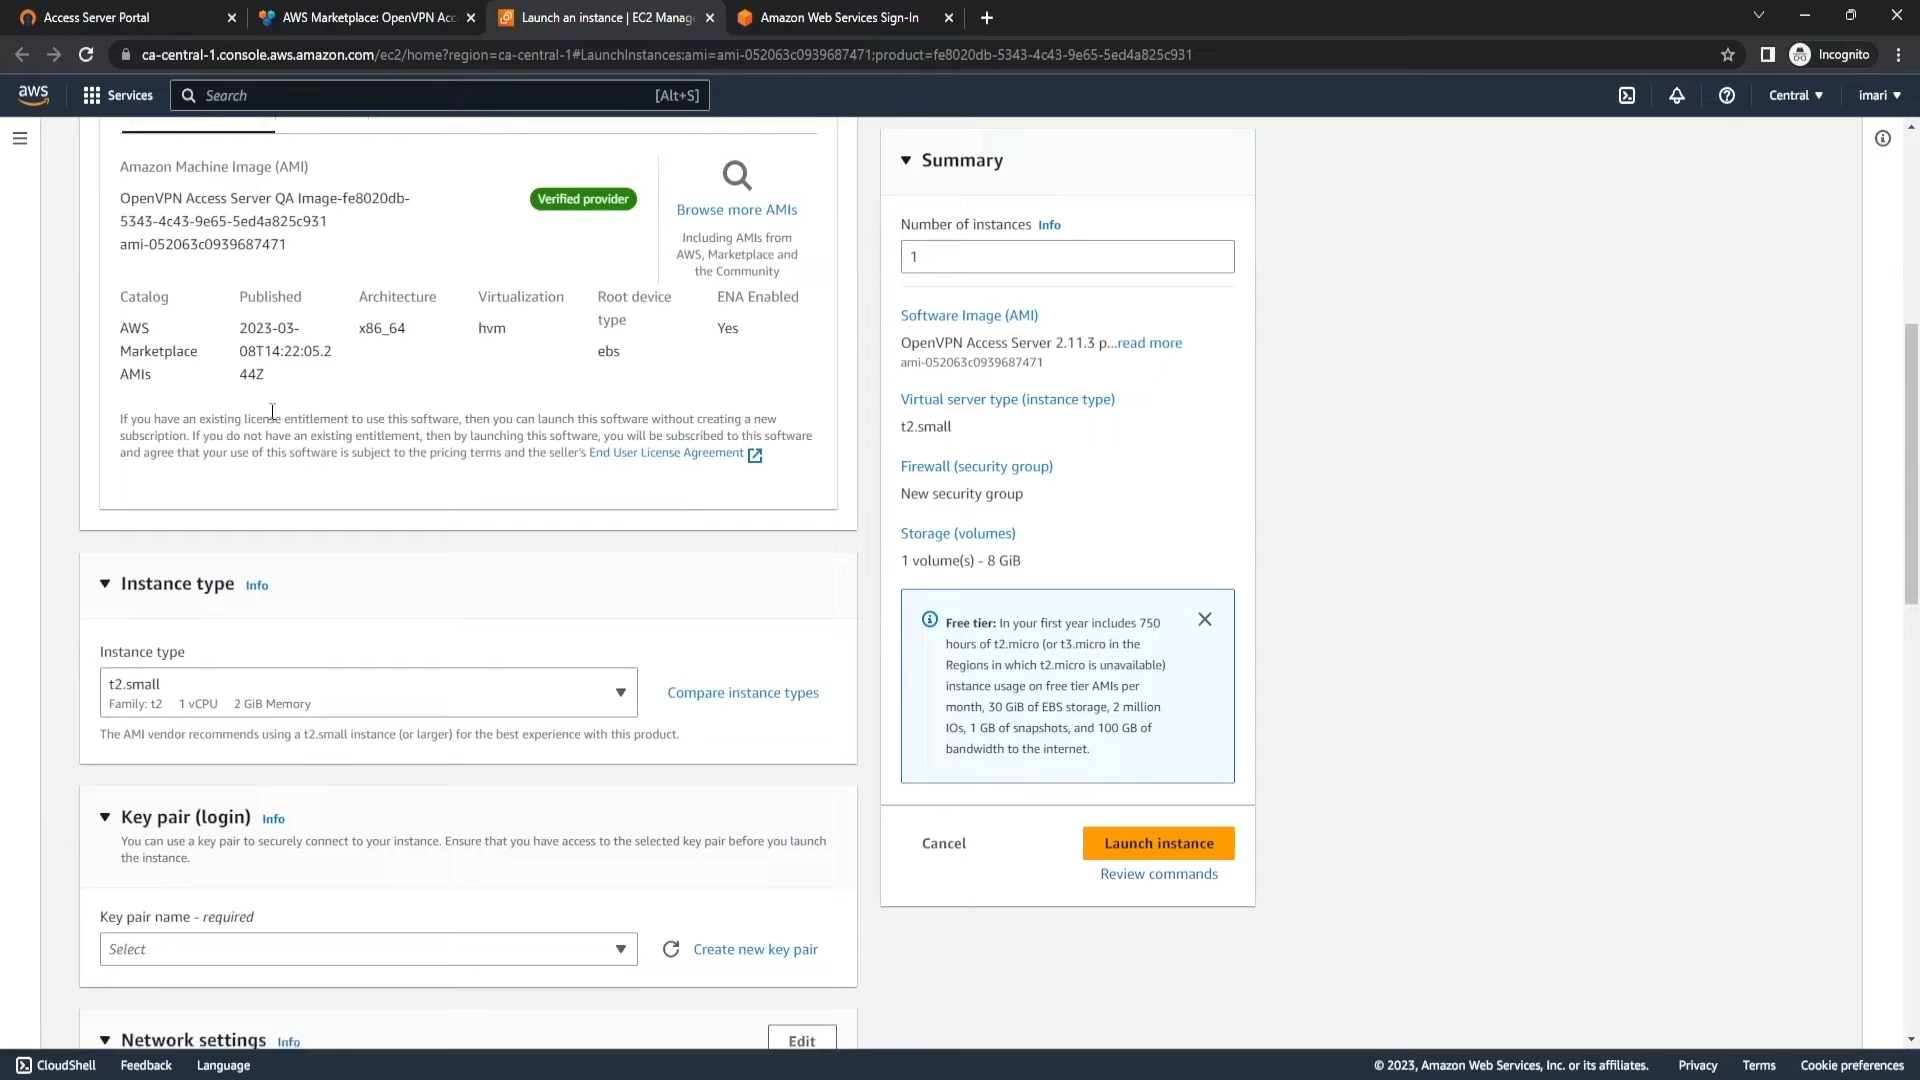 Access Server Portal
AWS Marketplace: OpenVPN Acc
Launch an instance | EC2 Manag
Amazon Web Services Sign-In
ca-central-1.console.aws.amazon.com/ec2/home?region=ca-central-1#LaunchInstances:ami=ami-052063c0939687471;product=fe8020db-5343-4c43-9e65-5ed4a825c931
Incognito
aws
Services
Search
[Alt+S]
Central
imari
Amazon Machine Image (AMI)
OpenVPN Access Server QA Image-fe8020db-
5343-4c43-9e65-5ed4a825c931
ami-052063c0939687471
Verified provider
Browse more AMIs
Including AMIs from
AWS, Marketplace and
the Community
Catalog
AWS
Marketplace
AMIs
Published
2023-03-
08T14:22:05.2
44Z
Architecture
x86_64
Virtualization
hvm
Root device
type
ebs
ENA Enabled
Yes
If you have an existing license entitlement to use this software, then you can launch this software without creating a new
subscription. If you do not have an existing entitlement, then by launching this software, you will be subscribed to this software
and agree that your use of this software is subject to the pricing terms and the seller's End User License Agreement
Instance type Info
Instance type
t2.small
Family: t2 1 vCPU 2 GiB Memory
Compare instance types
The AMI vendor recommends using a t2.small instance (or larger) for the best experience with this product.
Key pair (login) Info
You can use a key pair to securely connect to your instance. Ensure that you have access to the selected key pair before you launch
the instance.
Key pair name - required
Select
Create new key pair
Network settings Info
Edit
Summary
Number of instances Info
1
Software Image (AMI)
OpenVPN Access Server 2.11.3 p...read more
ami-052063c0939687471
Virtual server type (instance type)
t2.small
Firewall (security group)
New security group
Storage (volumes)
1 volume(s) - 8 GiB
Free tier: In your first year includes 750
hours of t2.micro (or t3.micro in the
Regions in which t2.micro is unavailable)
instance usage on free tier AMIs per
month, 30 GiB of EBS storage, 2 million
IOs, 1 GB of snapshots, and 100 GB of
bandwidth to the internet.
Cancel
Launch instance
Review commands
CloudShell
Feedback
Language
© 2023, Amazon Web Services, Inc. or its affiliates.
Privacy
Terms
Cookie preferences